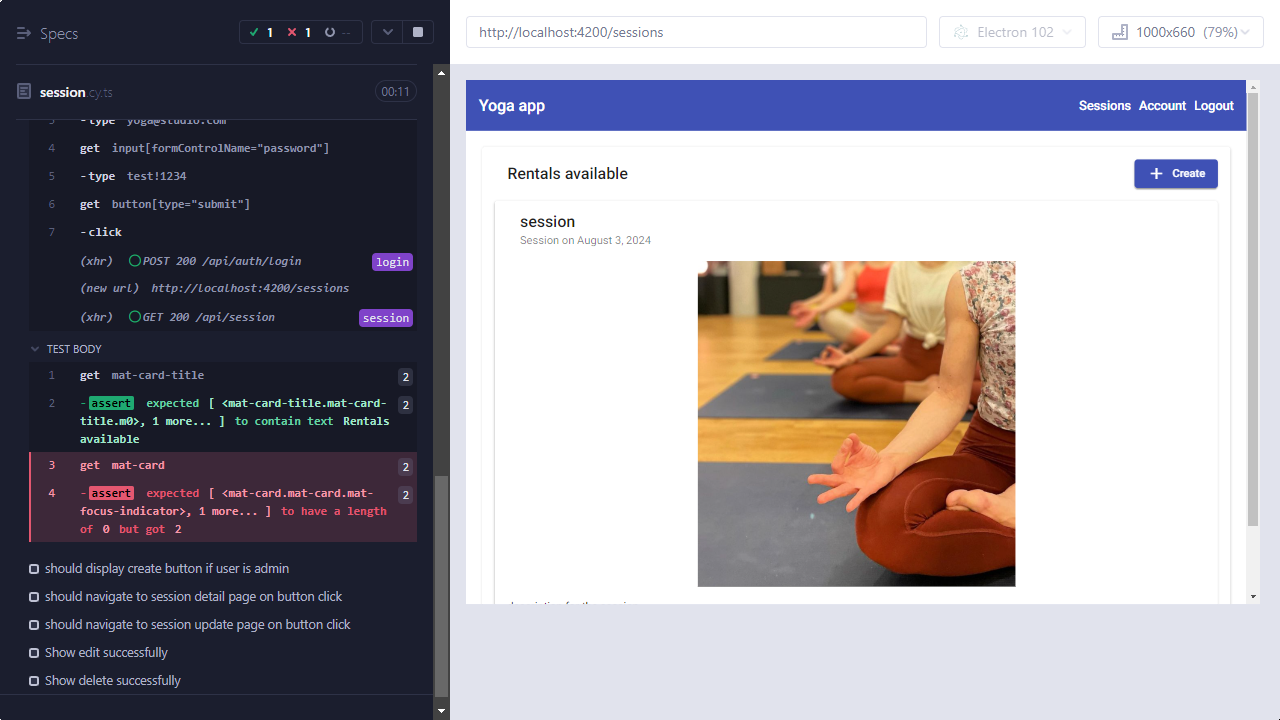 Specs
1
1
--
http://localhost:4200/sessions
Electron 102
1000x660 (79%)
session.cy.ts
00:11
3 -type yoga@studio.com
4 get input[formControlName="password"]
5 -type test!1234
6 get button[type="submit"]
7 -click
(xhr) POST 200 /api/auth/login login
(new url) http://localhost:4200/sessions
(xhr) GET 200 /api/session session
TEST BODY
1 get mat-card-title 2
2 -assert expected [ <mat-card-title.mat-card- 2
title.m0>, 1 more... ] to contain text Rentals
available
3 get mat-card 2
4 -assert expected [ <mat-card.mat-card.mat- 2
focus-indicator>, 1 more... ] to have a length
of 0 but got 2
should display create button if user is admin
should navigate to session detail page on button click
should navigate to session update page on button click
Show edit successfully
Show delete successfully
Yoga app
Sessions Account Logout
Rentals available
+ Create
session
Session on August 3, 2024